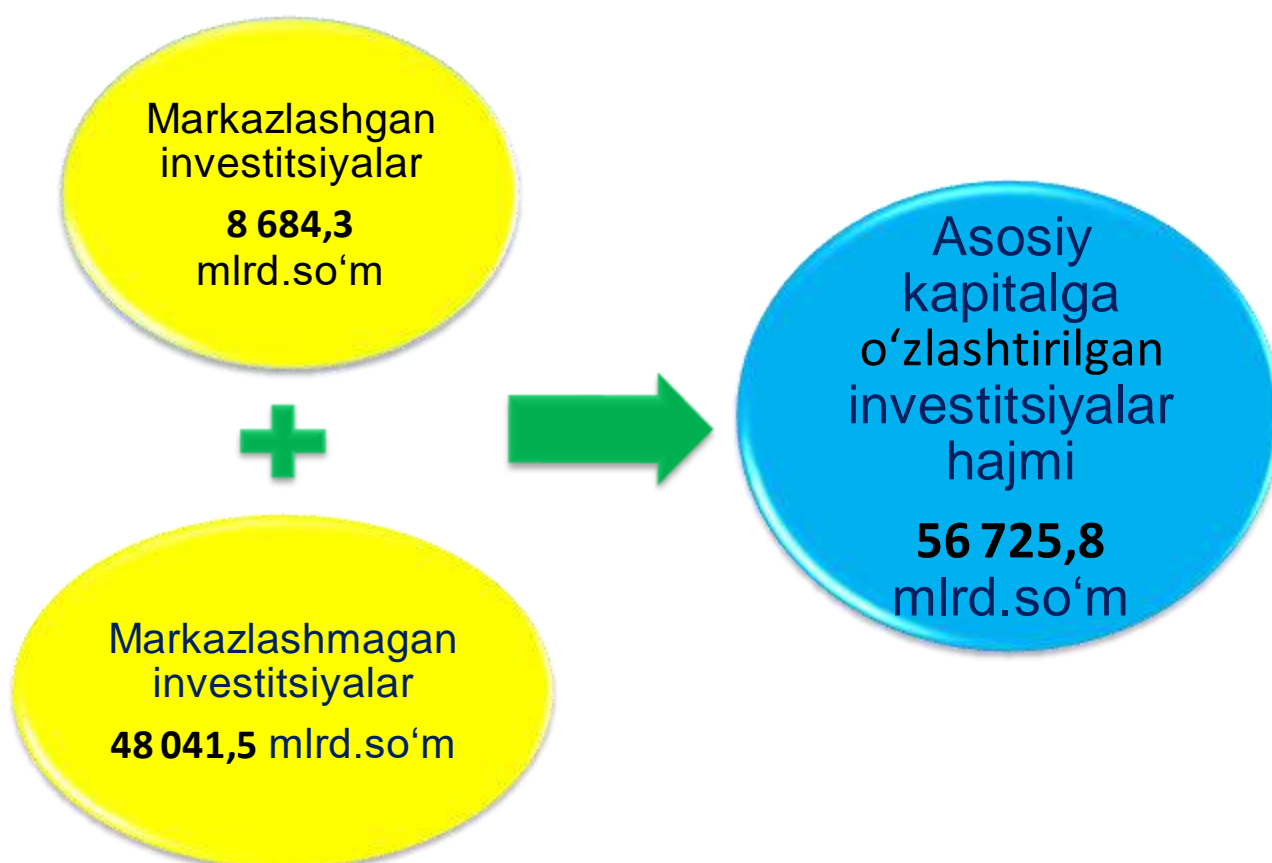 Markazlashgan
investitsiyalar
8 684,3
mlrd.so‘m
Markazlashmagan
investitsiyalar
48 041,5 mlrd.so‘m
Asosiy
kapitalga
o‘zlashtirilgan
investitsiyalar
hajmi
56 725,8
mlrd.so‘m